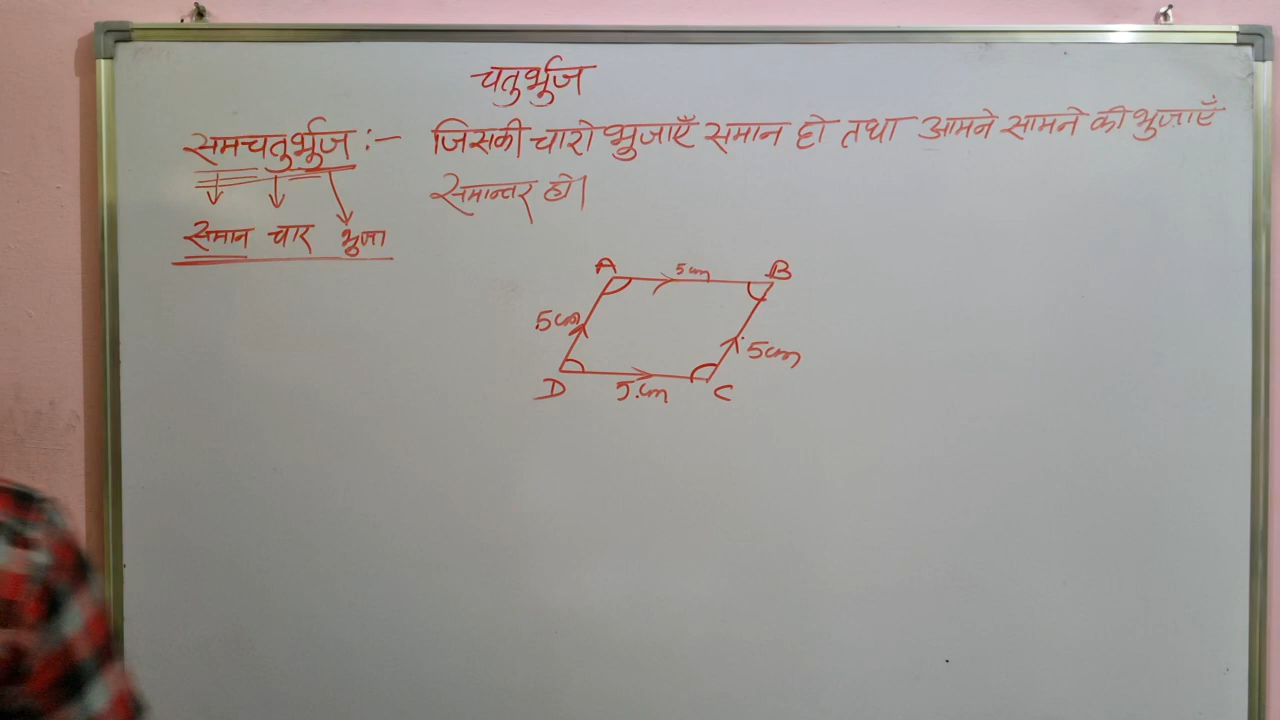 चतुर्भुज
समचतुर्भुज :- जिसकी चारो भुजाएँ समान हो तथा आमने सामने की भुजाएँ
समान्तर हो।
समान चार भुजा
A 5cm B
5cm 5cm
D 5cm C